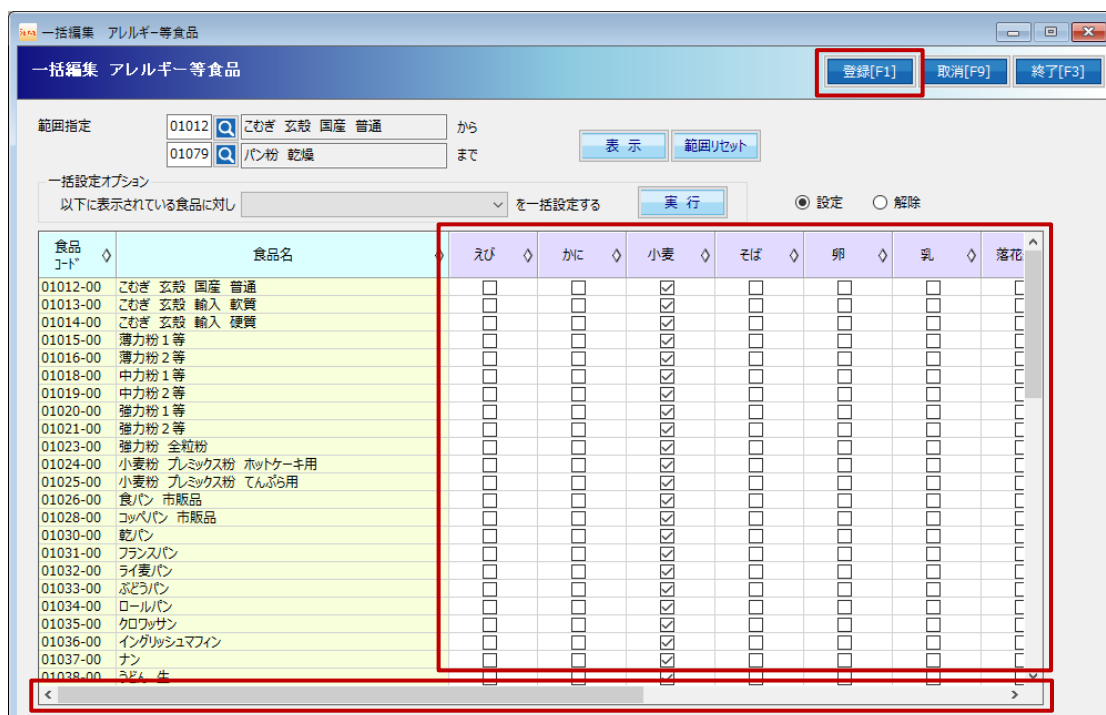 一括編集 アレルギー等食品
一括編集 アレルギー等食品
登録[F1] 取消[F9] 終了[F3]
範囲指定 01012 こむぎ 玄殻 国産 普通 から
01079 パン粉 乾燥 まで
表 示 範囲リセット
一括設定オプション
以下に表示されている食品に対し を一括設定する 実 行 設定 解除
食品コード 食品名 えび かに 小麦 そば 卵 乳 落花
01012-00 こむぎ 玄殻 国産 普通
01013-00 こむぎ 玄殻 輸入 軟質
01014-00 こむぎ 玄殻 輸入 硬質
01015-00 薄力粉1等
01016-00 薄力粉2等
01018-00 中力粉1等
01019-00 中力粉2等
01020-00 強力粉1等
01021-00 強力粉2等
01023-00 強力粉 全粒粉
01024-00 小麦粉 プレミックス粉 ホットケーキ用
01025-00 小麦粉 プレミックス粉 てんぷら用
01026-00 食パン 市販品
01028-00 コッペパン 市販品
01030-00 乾パン
01031-00 フランスパン
01032-00 ライ麦パン
01033-00 ぶどうパン
01034-00 ロールパン
01035-00 クロワッサン
01036-00 イングリッシュマフィン
01037-00 ナン
01038-00 うどん 生